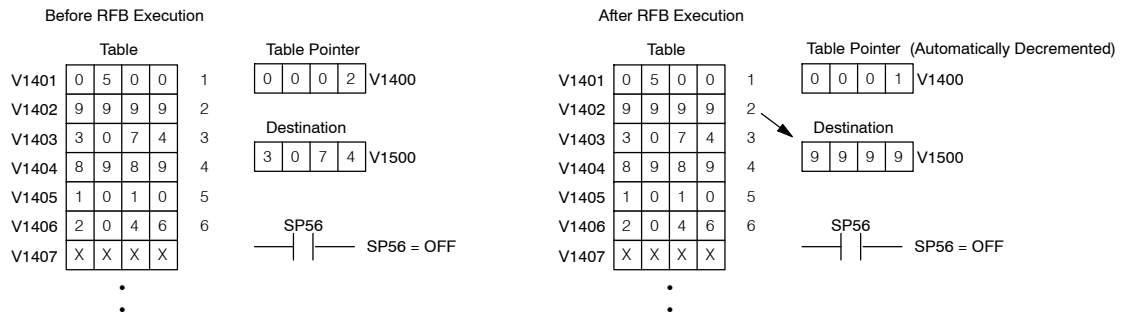 Before RFB Execution
Table
V1401 0 5 0 0 1
V1402 9 9 9 9 2
V1403 3 0 7 4 3
V1404 8 9 8 9 4
V1405 1 0 1 0 5
V1406 2 0 4 6 6
V1407 X X X X
Table Pointer
0 0 0 2 V1400
Destination
3 0 7 4 V1500
SP56
SP56 = OFF
After RFB Execution
Table
V1401 0 5 0 0 1
V1402 9 9 9 9 2
V1403 3 0 7 4 3
V1404 8 9 8 9 4
V1405 1 0 1 0 5
V1406 2 0 4 6 6
V1407 X X X X
Table Pointer (Automatically Decremented)
0 0 0 1 V1400
Destination
9 9 9 9 V1500
SP56
SP56 = OFF